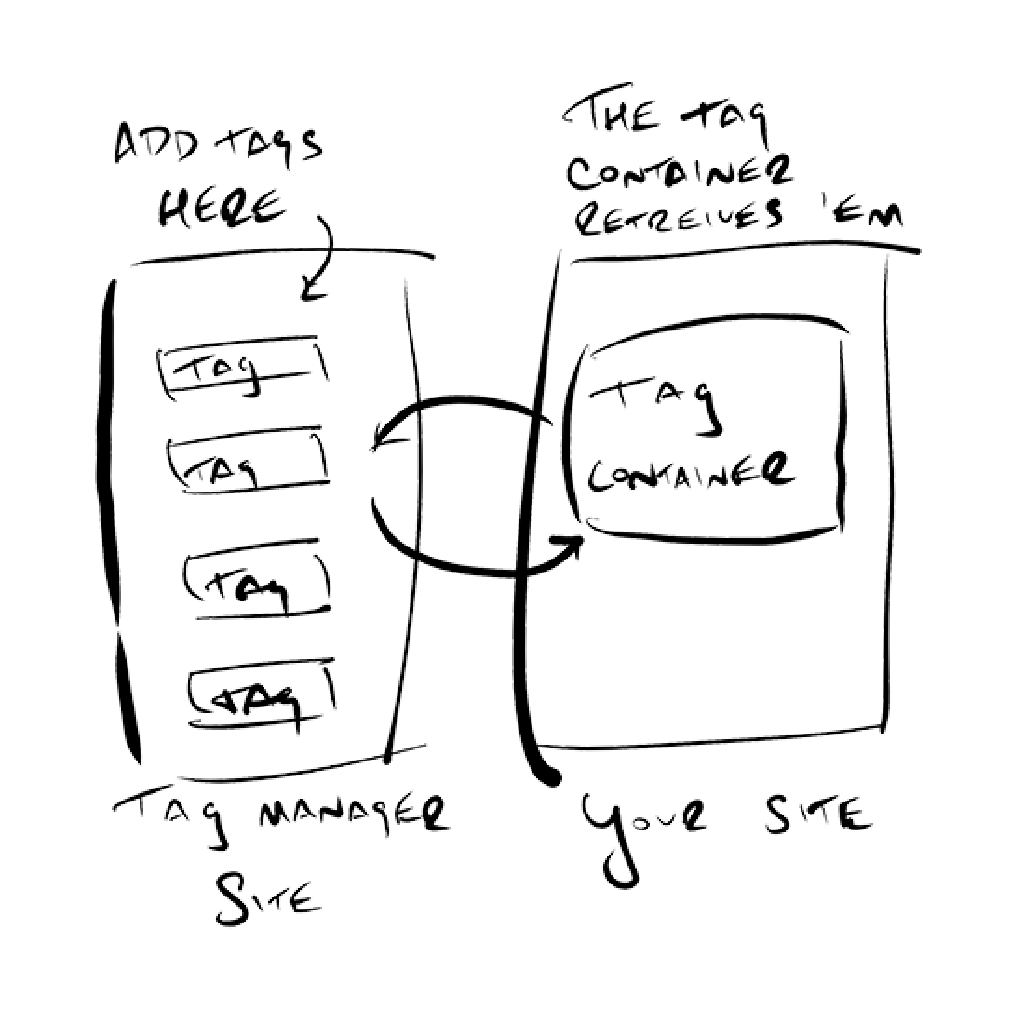 ADD TAGS
HERE
TAG
TAG
TAG
TAG
TAG MANAGER
SITE
THE TAG
CONTAINER
RETREIVES 'EM
TAG
CONTAINER
YOUR SITE